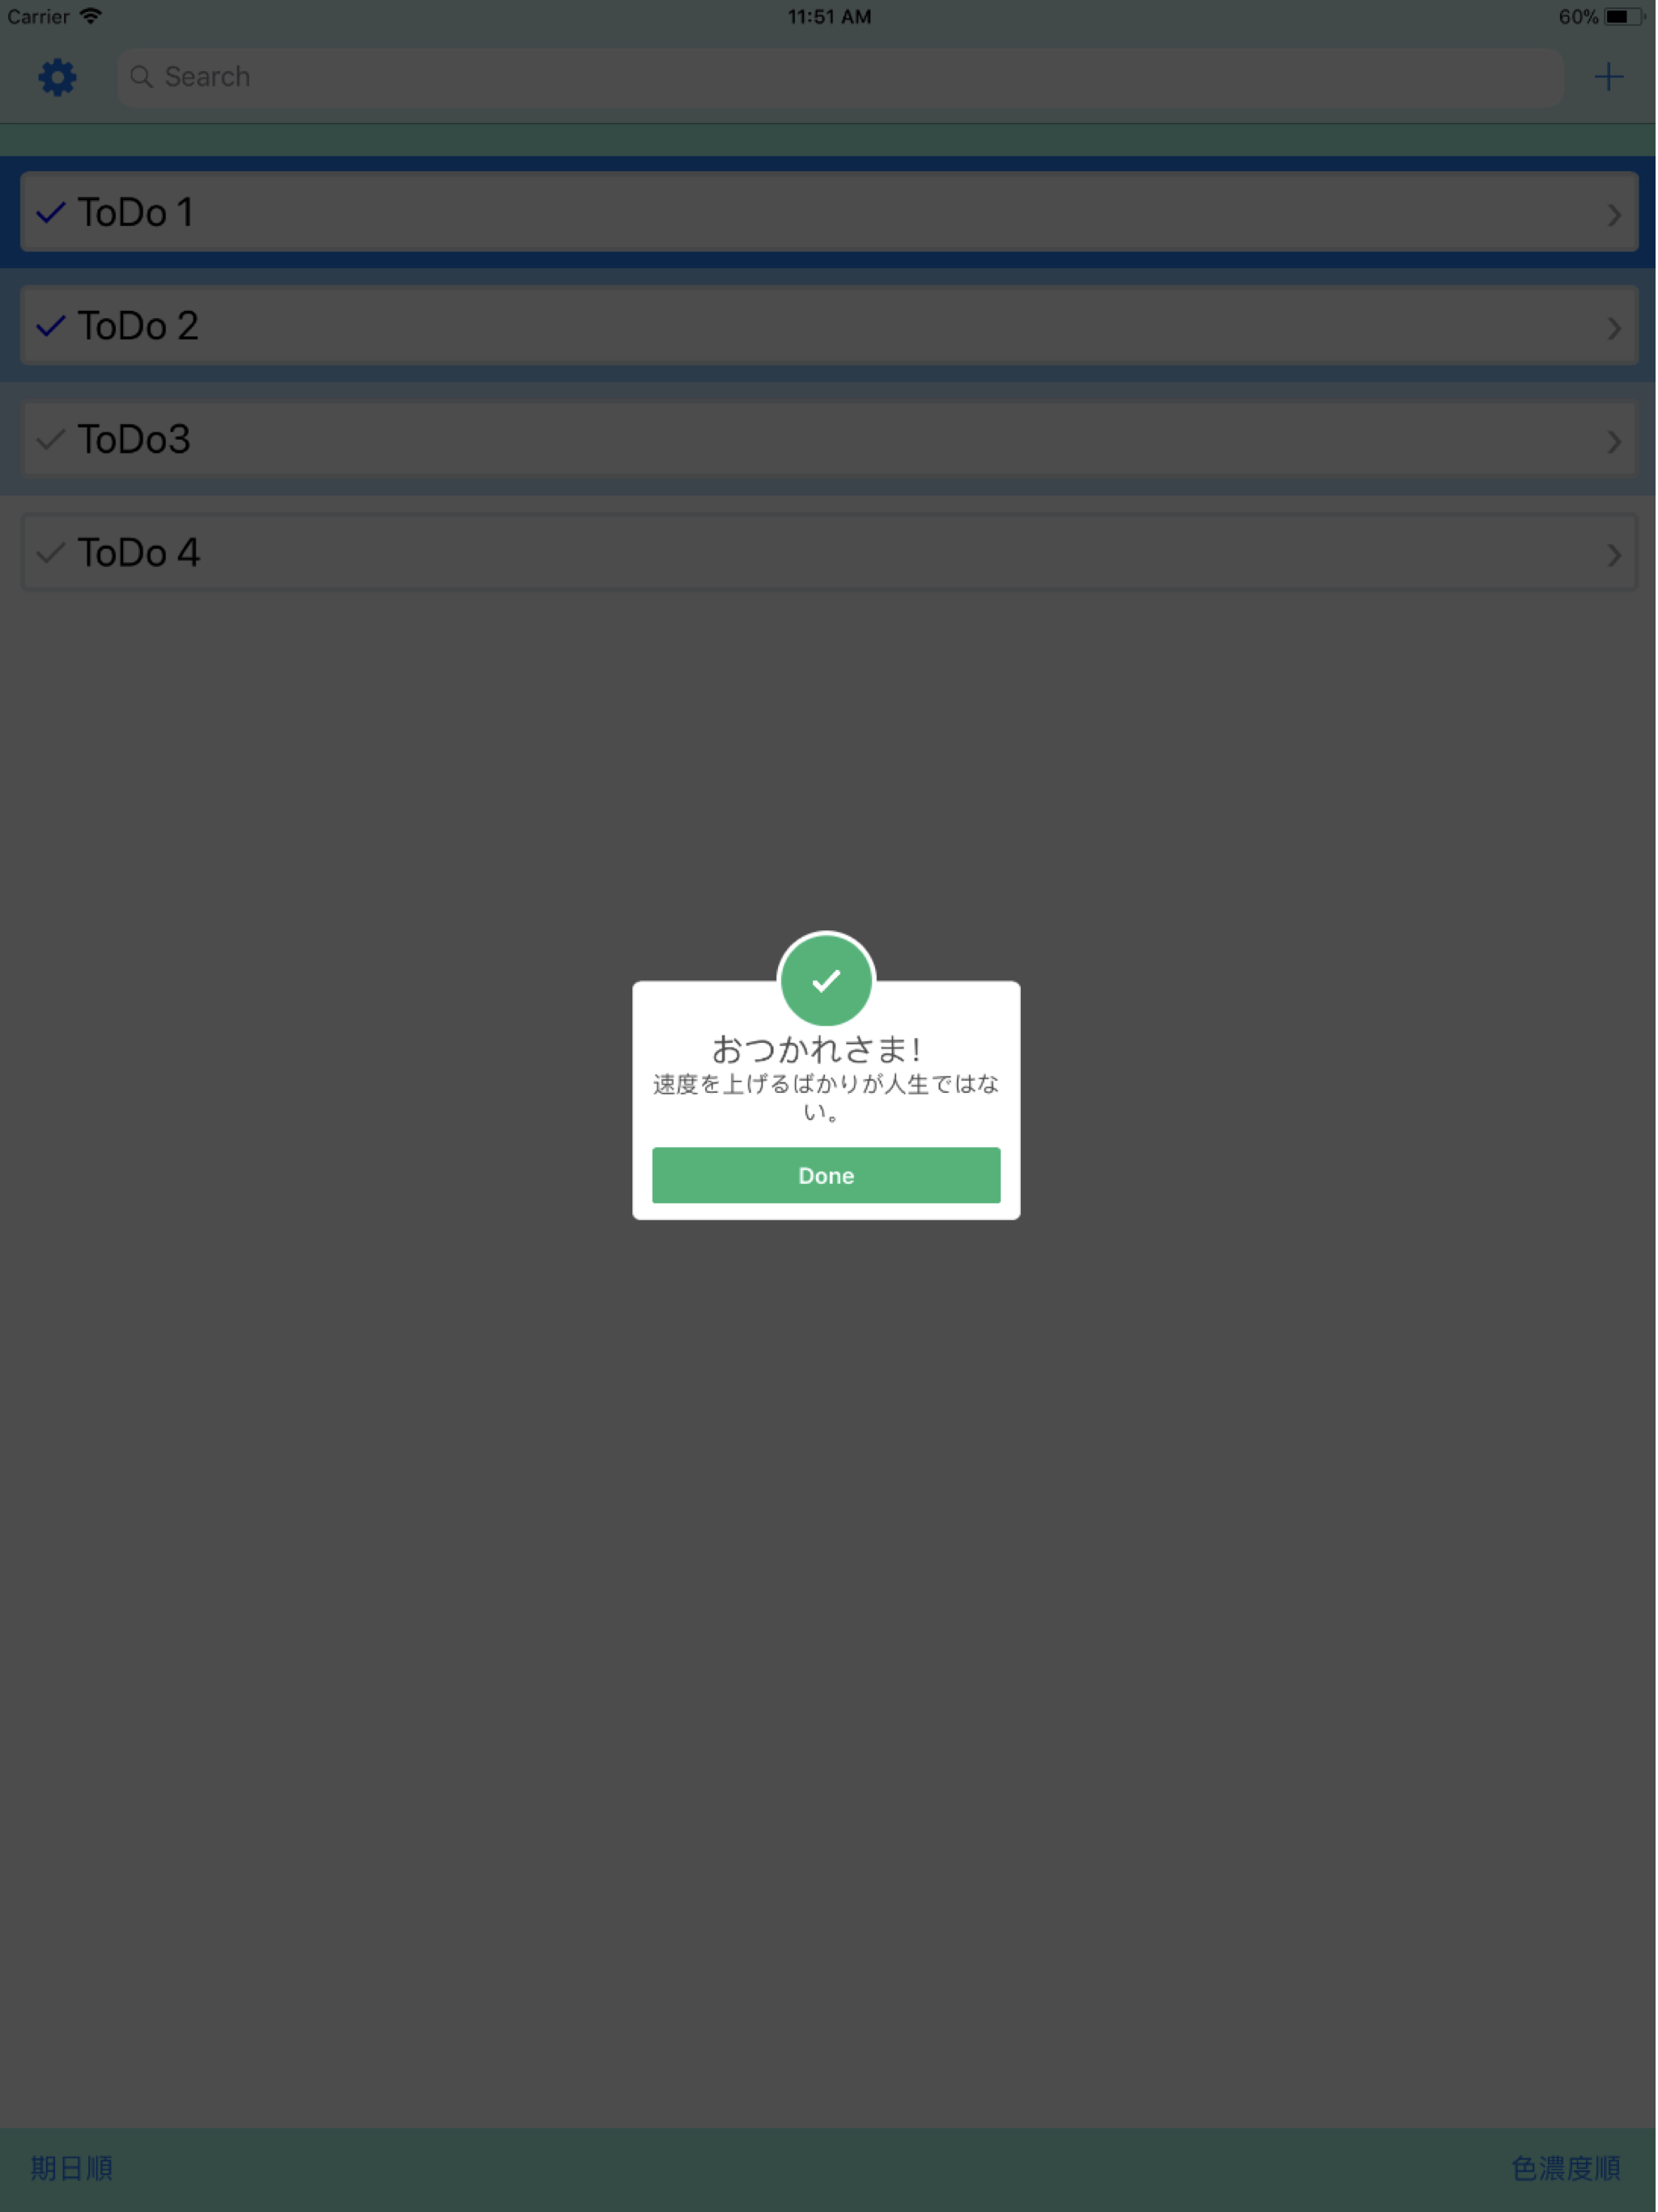 Carrier
11:51 AM
60%
Search
ToDo 1
ToDo 2
ToDo3
ToDo 4
おつかれさま!
速度を上げるばかりが人生ではな
い。
Done
期日順
色濃度順